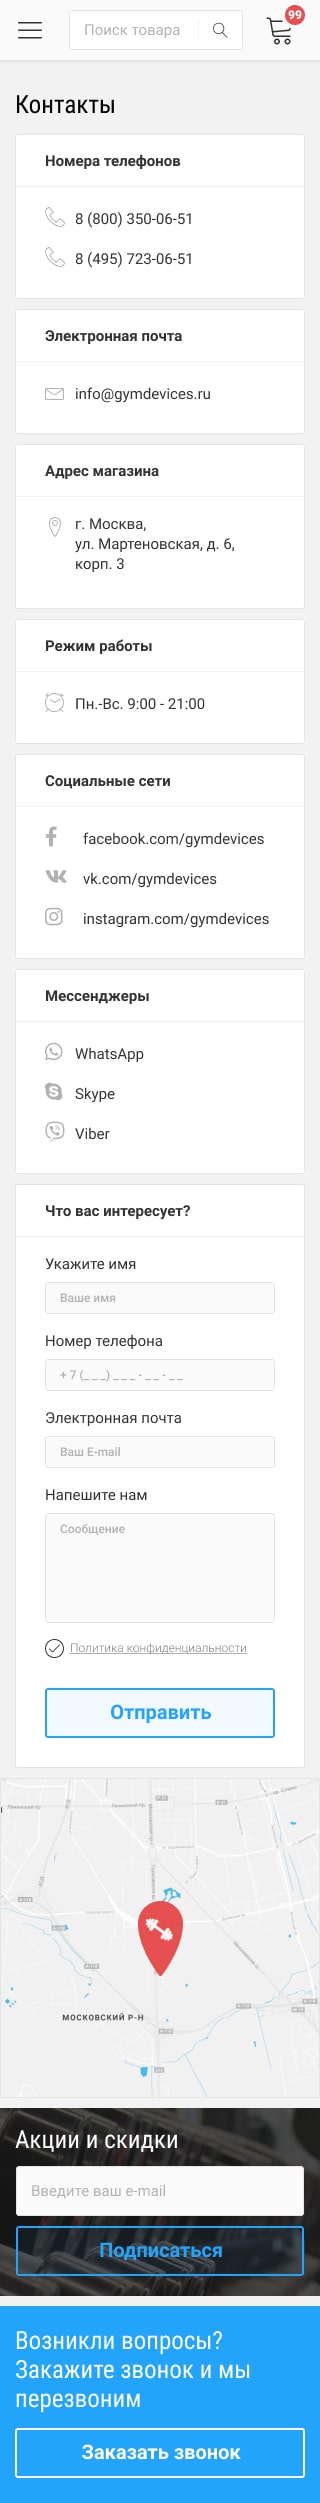 Поиск товара
99
Контакты
Номера телефонов
8 (800) 350-06-51
8 (495) 723-06-51
Электронная почта
info@gymdevices.ru
Адрес магазина
г. Москва,
ул. Мартеновская, д. 6,
корп. 3
Режим работы
Пн.-Вс. 9:00 - 21:00
Социальные сети
facebook.com/gymdevices
vk.com/gymdevices
instagram.com/gymdevices
Мессенджеры
WhatsApp
Skype
Viber
Что вас интересует?
Укажите имя
Ваше имя
Номер телефона
+ 7 (_ _ _) _ _ _ - _ _ - _ _
Электронная почта
Ваш E-mail
Напешите нам
Сообщение
Политика конфиденциальности
Отправить
МОСКОВСКИЙ Р-Н
Акции и скидки
Введите ваш e-mail
Подписаться
Возникли вопросы?
Закажите звонок и мы
перезвоним
Заказать звонок